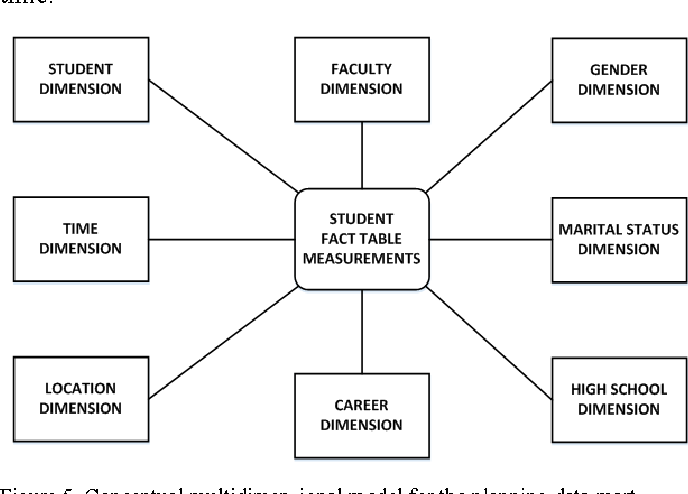 STUDENT
DIMENSION
FACULTY
DIMENSION
GENDER
DIMENSION
TIME
DIMENSION
STUDENT
FACT TABLE
MEASUREMENTS
MARITAL STATUS
DIMENSION
LOCATION
DIMENSION
CAREER
DIMENSION
HIGH SCHOOL
DIMENSION
Figure 5. Conceptual multidimensional model for the planning data mart